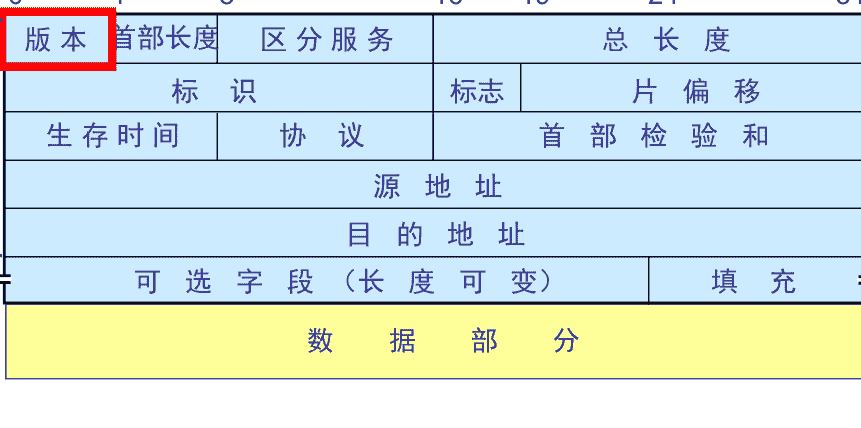 版本 首部长度 区分服务 总长度
标识 标志 片偏移
生存时间 协议 首部检验和
源地址
目的地址
可选字段（长度可变） 填充
数据部分